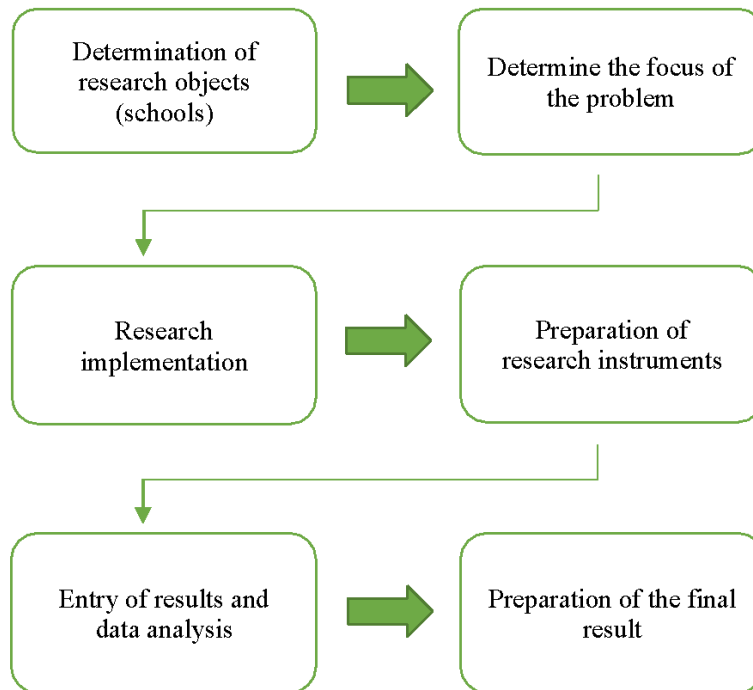 Determination of
research objects
(schools)
Determine the focus of
the problem
Research
implementation
Preparation of
research instruments
Entry of results and
data analysis
Preparation of the final
result